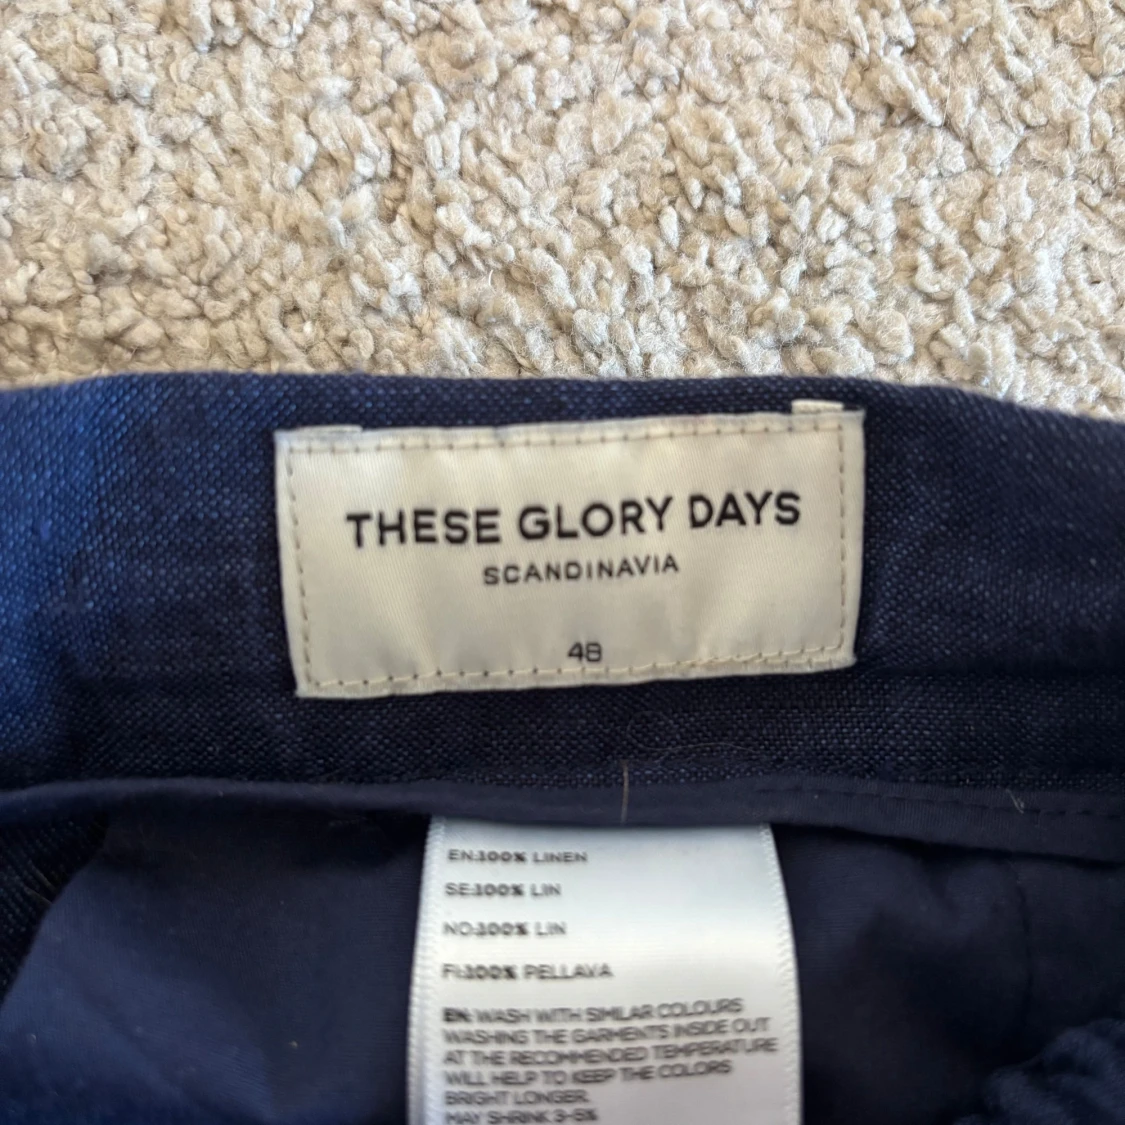 THESE GLORY DAYS
SCANDINAVIA
48
EN:100% LINEN
SE:100% LIN
NO:100% LIN
FI:100% PELLAVA
EN: WASH WITH SIMILAR COLOURS
WASHING THE GARMENTS INSIDE OUT
AT THE RECOMMENDED TEMPERATURE
WILL HELP TO KEEP THE COLORS
BRIGHT LONGER.
MAY SHRINK 3-5%